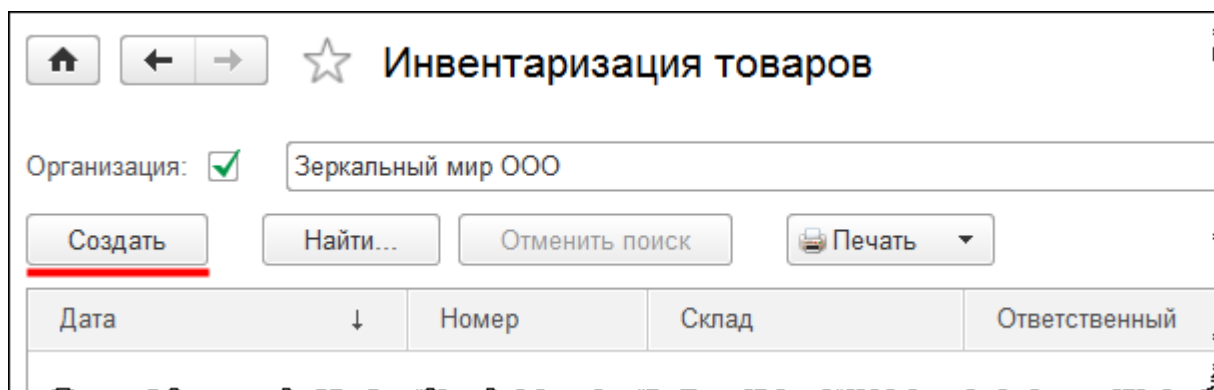 Инвентаризация товаров
Организация: Зеркальный мир ООО
Создать Найти... Отменить поиск Печать
Дата ↓ Номер Склад Ответственный